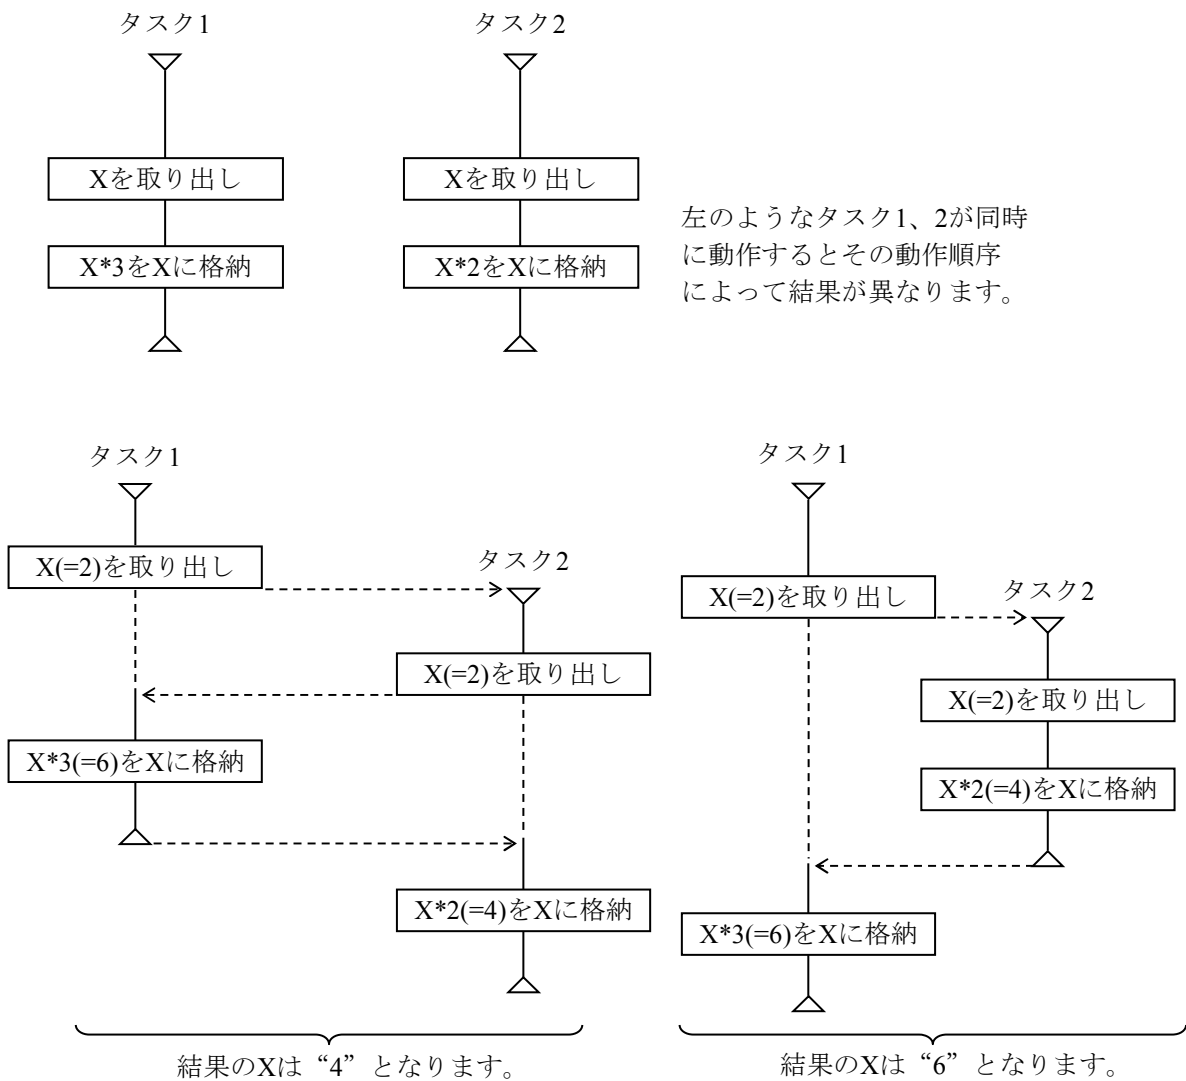 タスク1
タスク2
Xを取り出し
Xを取り出し
X*3をXに格納
X*2をXに格納
左のようなタスク1、2が同時
に動作するとその動作順序
によって結果が異なります。
タスク1
X(=2)を取り出し
タスク2
X(=2)を取り出し
X*3(=6)をXに格納
X*2(=4)をXに格納
結果のXは“4”となります。
タスク1
X(=2)を取り出し
タスク2
X(=2)を取り出し
X*2(=4)をXに格納
X*3(=6)をXに格納
結果のXは“6”となります。